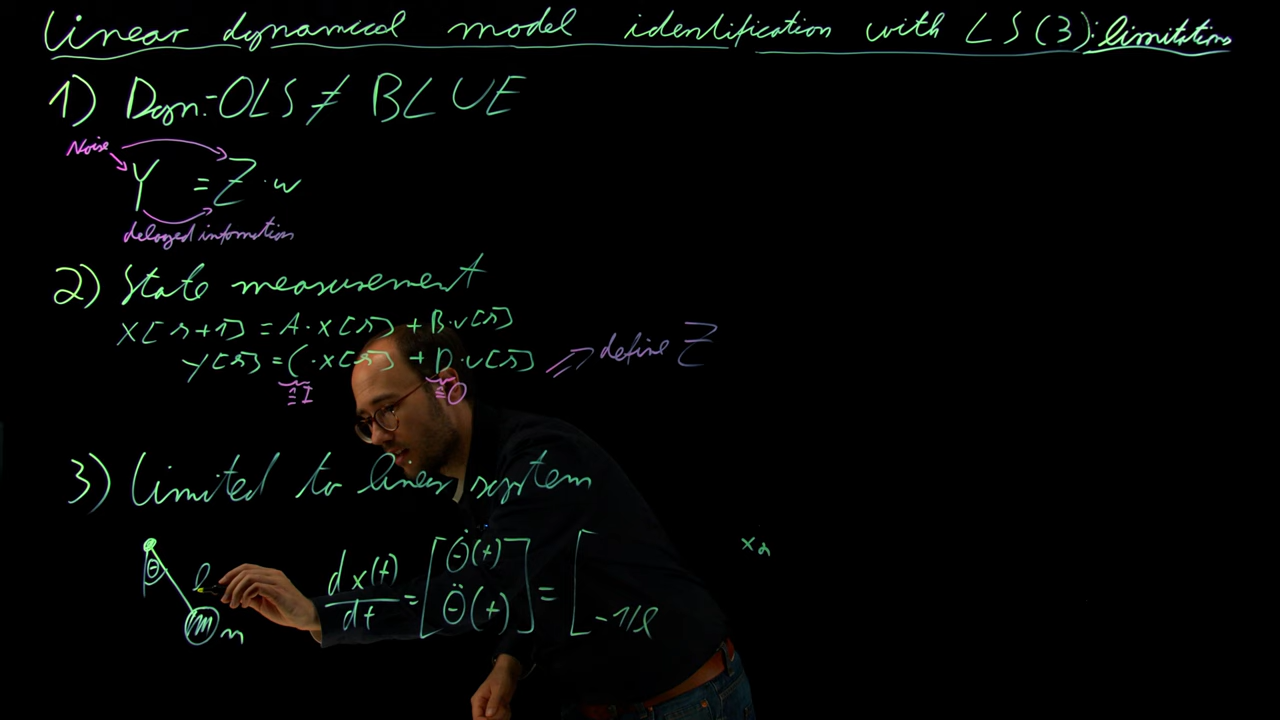 linear dynamical model identification with LS(3): limitations
1) Dyn.-OLS ≠ BLUE
Noise
Y = Z · w
delayed information
2) State measurement
x[k+1] = A · x[k] + B · u[k]
y[k] = C · x[k] + D · u[k] ⇒ define Z
≙ I ≙ 0
3) Limited to linear system
Θ l m
dx(t)/dt = [Θ̇(t) Θ̈(t)] = [ -1/l
x₂